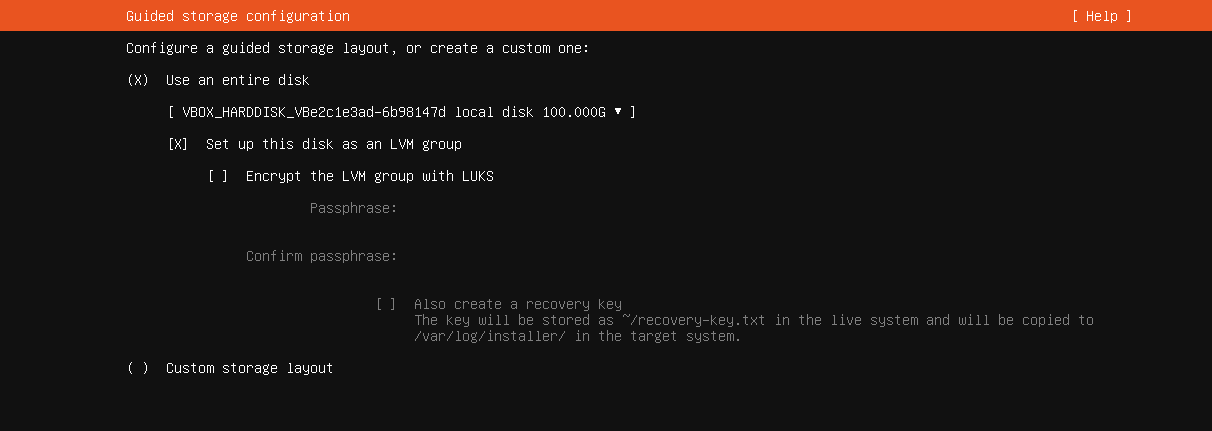 Guided storage configuration [ Help ]
Configure a guided storage layout, or create a custom one:
(X) Use an entire disk
[ VBOX_HARDDISK_VBe2c1e3ad-6b98147d local disk 100.000G ▾ ]
[X] Set up this disk as an LVM group
[ ] Encrypt the LVM group with LUKS
Passphrase:
Confirm passphrase:
[ ] Also create a recovery key
The key will be stored as ~/recovery-key.txt in the live system and will be copied to
/var/log/installer/ in the target system.
( ) Custom storage layout